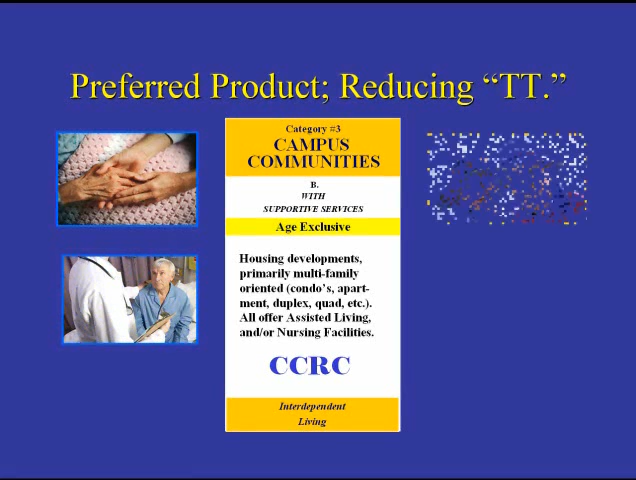 Preferred Product; Reducing “TT.”
Category #3
CAMPUS
COMMUNITIES
B.
WITH
SUPPORTIVE SERVICES
Age Exclusive
Housing developments,
primarily multi-family
oriented (condo’s, apart-
ment, duplex, quad, etc.).
All offer Assisted Living,
and/or Nursing Facilities.
CCRC
Interdependent
Living